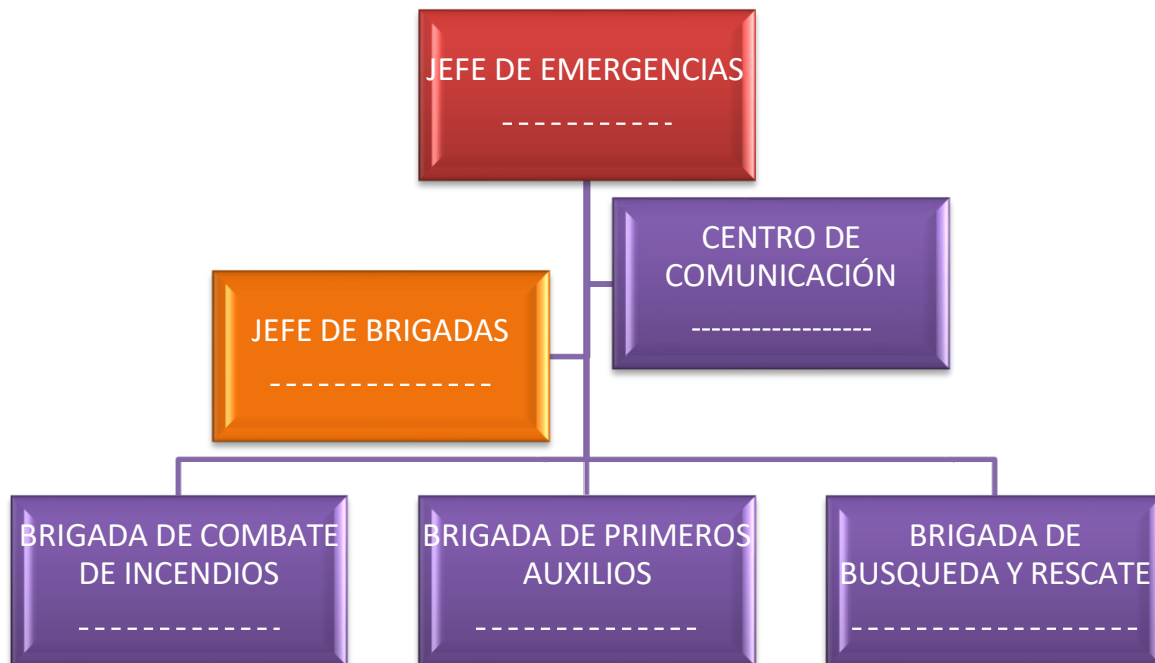 JEFE DE EMERGENCIAS
- - - - - - - - - - -
CENTRO DE
COMUNICACIÓN
------------------
JEFE DE BRIGADAS
- - - - - - - - - - - - - -
BRIGADA DE COMBATE
DE INCENDIOS
- - - - - - - - - - - - -
BRIGADA DE PRIMEROS
AUXILIOS
- - - - - - - - - - - - - -
BRIGADA DE
BUSQUEDA Y RESCATE
- - - - - - - - - - - - - - - - - -